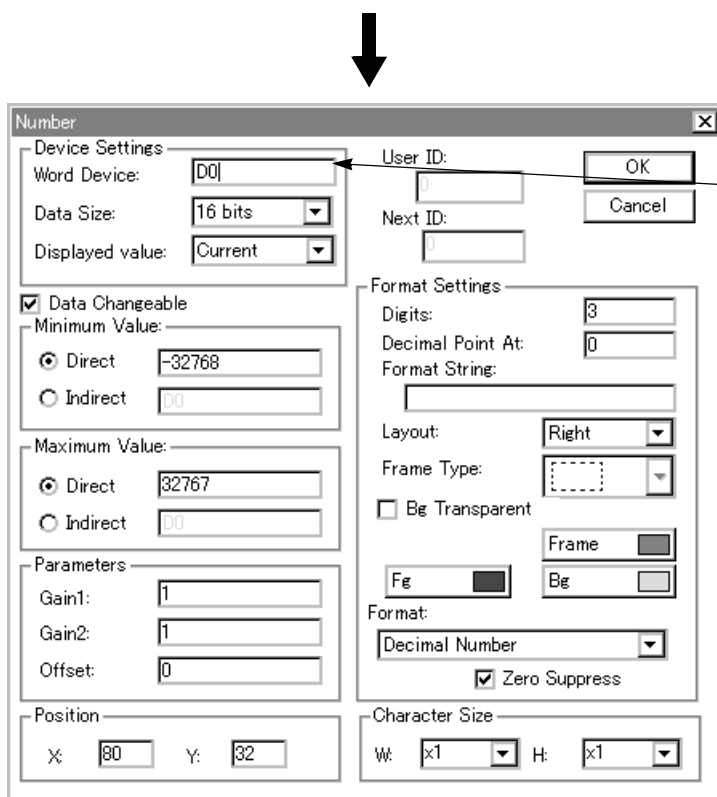 Number
Device Settings
Word Device: D0
Data Size: 16 bits
Displayed value: Current
User ID:
0
Next ID:
0
OK
Cancel
Data Changeable
Minimum Value:
Direct -32768
Indirect D0
Maximum Value:
Direct 32767
Indirect D0
Parameters
Gain1: 1
Gain2: 1
Offset: 0
Position
X: 80 Y: 32
Format Settings
Digits: 3
Decimal Point At: 0
Format String:
Layout: Right
Frame Type:
Bg Transparent
Frame
Fg Bg
Format:
Decimal Number
Zero Suppress
Character Size
W: x1 H: x1